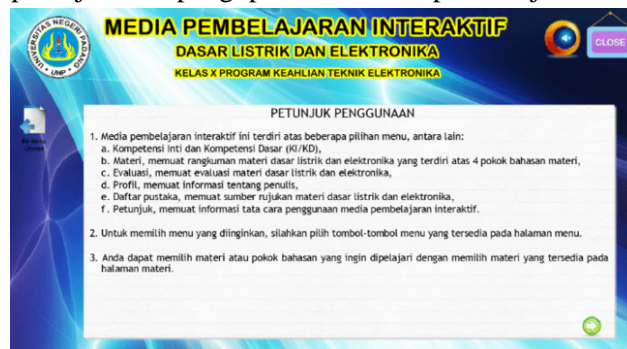 MEDIA PEMBELAJARAN INTERAKTIF
DASAR LISTRIK DAN ELEKTRONIKA
KELAS X PROGRAM KEAHLIAN TEKNIK ELEKTRONIKA
UNIVERSITAS NEGERI PADANG
UNP
CLOSE
PETUNJUK PENGGUNAAN
1. Media pembelajaran interaktif ini terdiri atas beberapa pilihan menu, antara lain:
a. Kompetensi Inti dan Kompetensi Dasar (KI/KD),
b. Materi, memuat rangkuman materi dasar listrik dan elektronika yang terdiri atas 4 pokok bahasan materi,
c. Evaluasi, memuat evaluasi materi dasar listrik dan elektronika,
d. Profil, memuat informasi tentang penulis,
e. Daftar pustaka, memuat sumber rujukan materi dasar listrik dan elektronika,
f. Petunjuk, memuat informasi tata cara penggunaan media pembelajaran interaktif.
2. Untuk memilih menu yang diinginkan, silahkan pilih tombol-tombol menu yang tersedia pada halaman menu.
3. Anda dapat memilih materi atau pokok bahasan yang ingin dipelajari dengan memilih materi yang tersedia pada
halaman materi.